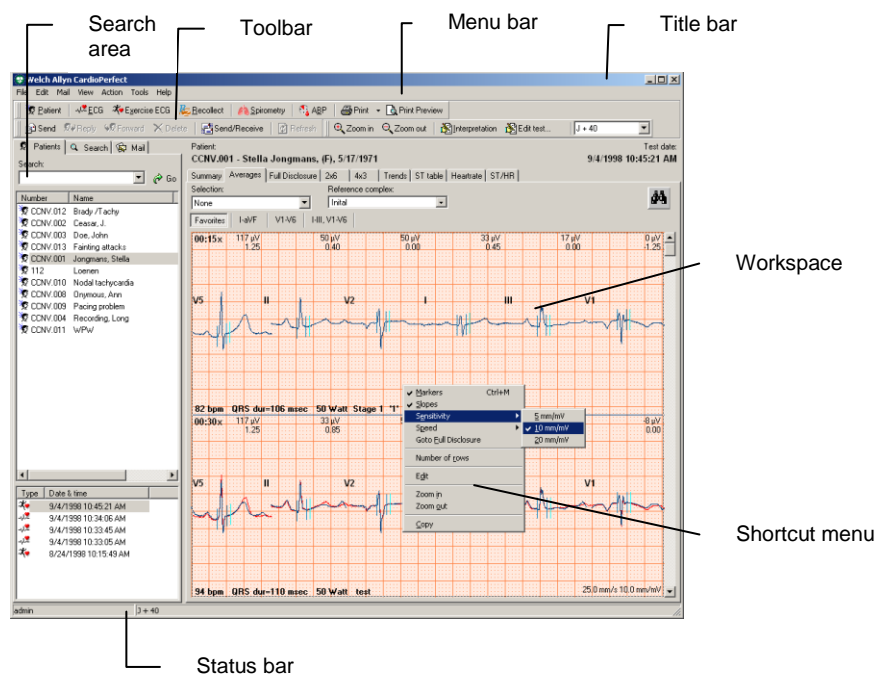 Search area
Toolbar
Menu bar
Title bar
Welch Allyn CardioPerfect
File Edit Mail View Action Tools Help
Patient ECG Exercise ECG Recollect Spirometry ABP Print Print Preview
Send Reply Forward Delete Send/Receive Refresh Zoom in Zoom out Interpretation Edit test... J + 40
Patients Search Mail
Search:
Go
Number Name
CCNV.012 Brady /Tachy
CCNV.002 Ceasar, J.
CCNV.003 Doe, John
CCNV.013 Fainting attacks
CCNV.001 Jongmans, Stella
112 Loenen
CCNV.010 Nodal tachycardia
CCNV.008 Onymous, Ann
CCNV.009 Pacing problem
CCNV.004 Recording, Long
CCNV.011 WPW
Type Date & time
9/4/1998 10:45:21 AM
9/4/1998 10:34:06 AM
9/4/1998 10:33:45 AM
9/4/1998 10:33:05 AM
8/24/1998 10:15:49 AM
Patient: Test date:
CCNV.001 - Stella Jongmans, (F), 5/17/1971 9/4/1998 10:45:21 AM
Summary Averages Full Disclosure 2x6 4x3 Trends ST table Heartrate ST/HR
Selection: Reference complex:
None Inital
Favorites I-aVF V1-V6 I-III, V1-V6
00:15x 117 µV 50 µV 50 µV 33 µV 17 µV 0 µV
1.25 0.40 0.00 0.45 0.00 -1.25
V5 II V2 I III V1
82 bpm QRS dur=106 msec 50 Watt Stage 1 "I"
00:30x 117 µV 33 µV -8 µV
1.25 0.85 0.00
V5 II V2 V1
94 bpm QRS dur=110 msec 50 Watt test 25.0 mm/s 10.0 mm/mV
Markers Ctrl+M
Slopes
Sensitivity
Speed
Goto Full Disclosure
Number of rows
Edit
Zoom in
Zoom out
Copy
5 mm/mV
10 mm/mV
20 mm/mV
Workspace
Shortcut menu
admin J + 40
Status bar